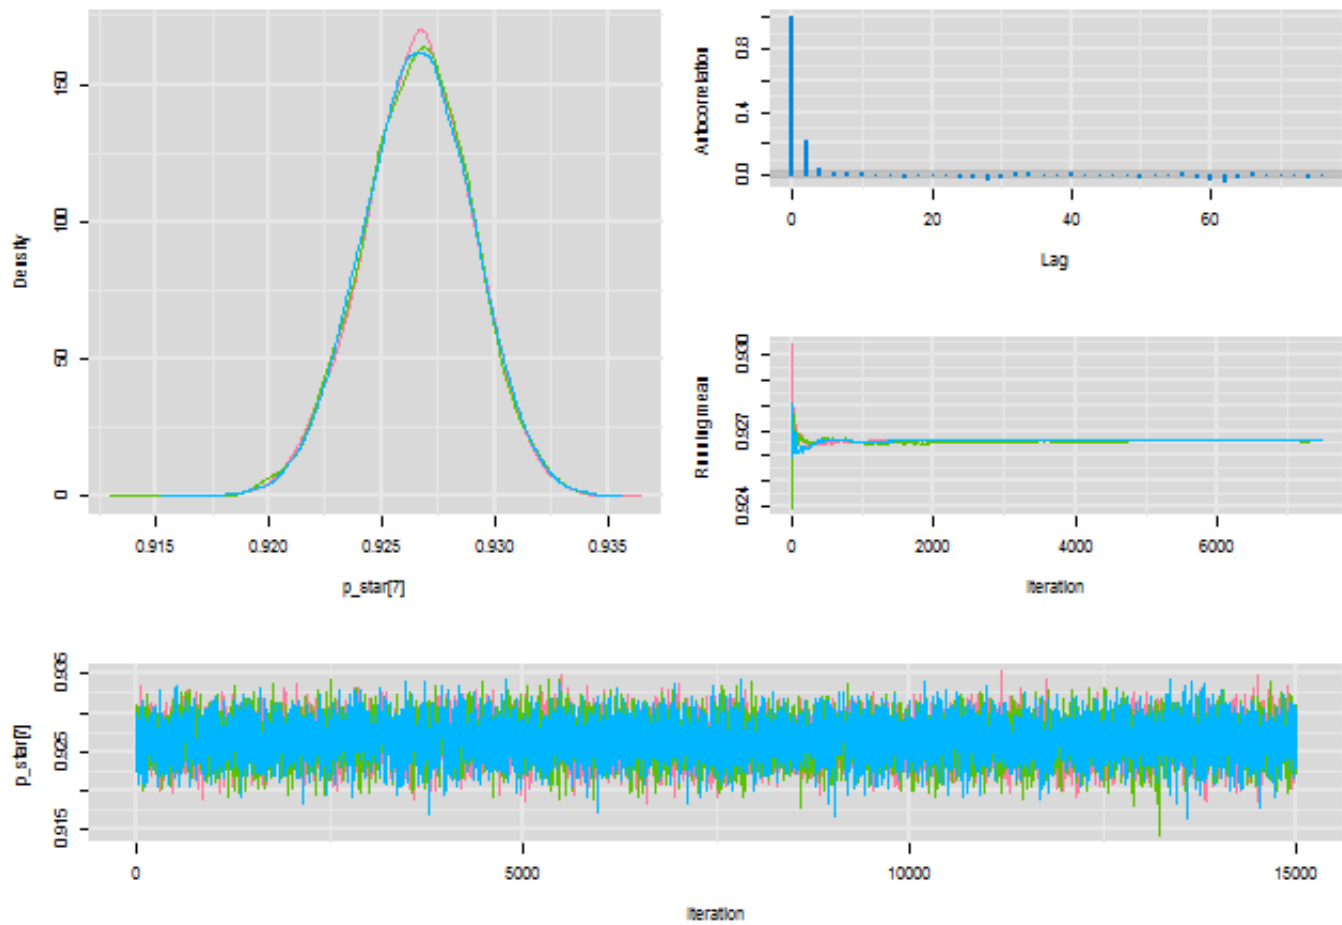 Density
150
100
50
0
0.915 0.920 0.925 0.930 0.935
p_star[7]
Autocorrelation
0.8
0.4
0.0
0 20 40 60
Lag
Running mean
0.930
0.927
0.924
0 2000 4000 6000
Iteration
p_star[7]
0.935
0.925
0.915
0 5000 10000 15000
Iteration